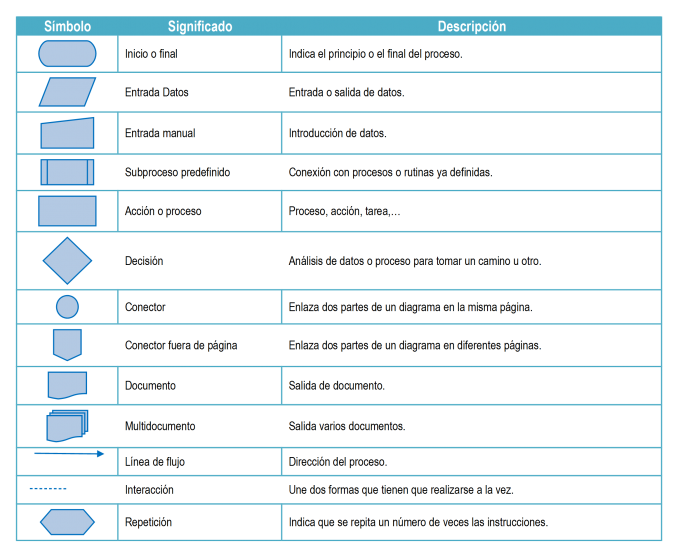 Simbolo Significado Descripción
Inicio o final Indica el principio o el final del proceso.
Entrada Datos Entrada o salida de datos.
Entrada manual Introducción de datos.
Subproceso predefinido Conexión con procesos o rutinas ya definidas.
Acción o proceso Proceso, acción, tarea,…
Decisión Análisis de datos o proceso para tomar un camino u otro.
Conector Enlaza dos partes de un diagrama en la misma página.
Conector fuera de página Enlaza dos partes de un diagrama en diferentes páginas.
Documento Salida de documento.
Multidocumento Salida varios documentos.
Línea de flujo Dirección del proceso.
Interacción Une dos formas que tienen que realizarse a la vez.
Repetición Indica que se repita un número de veces las instrucciones.